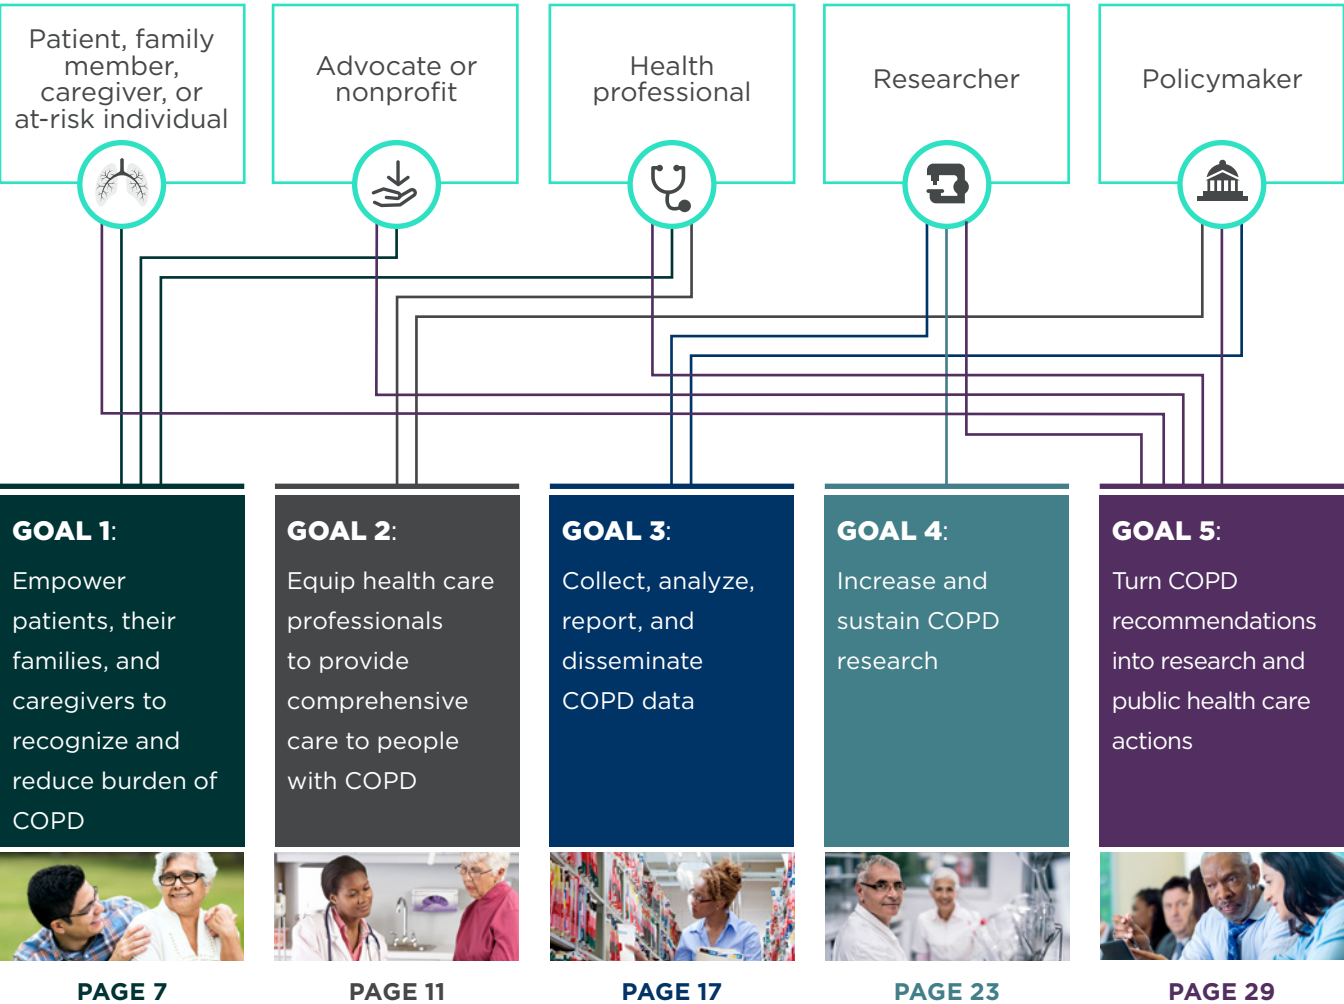 Patient, family
member,
caregiver, or
at-risk individual
Advocate or
nonprofit
Health
professional
Researcher
Policymaker
GOAL 1:
Empower
patients, their
families, and
caregivers to
recognize and
reduce burden of
COPD
GOAL 2:
Equip health care
professionals
to provide
comprehensive
care to people
with COPD
GOAL 3:
Collect, analyze,
report, and
disseminate
COPD data
GOAL 4:
Increase and
sustain COPD
research
GOAL 5:
Turn COPD
recommendations
into research and
public health care
actions
PAGE 7
PAGE 11
PAGE 17
PAGE 23
PAGE 29